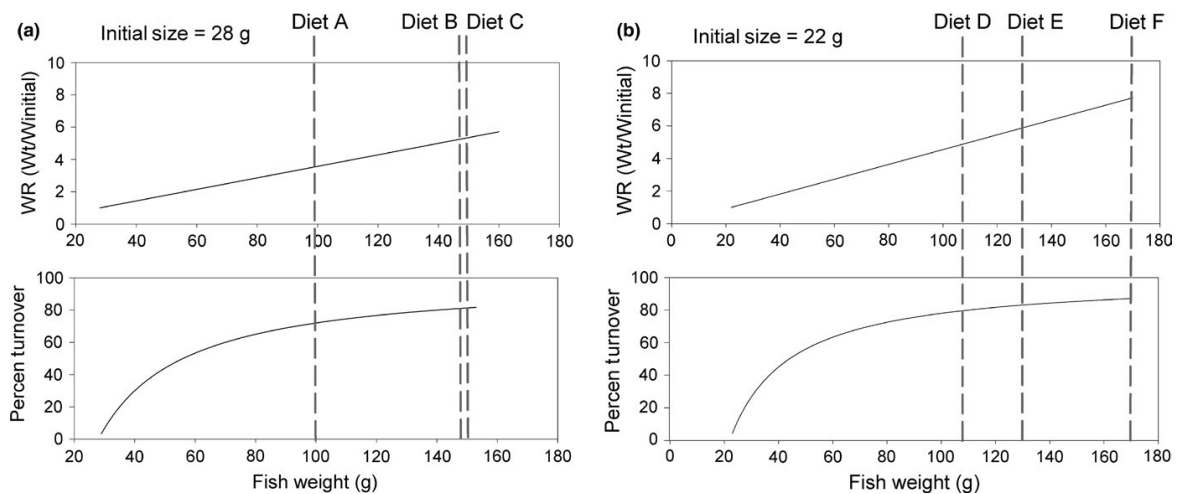 (a)
Initial size = 28 g
Diet A
Diet B
Diet C
WR (Wt/Winitial)
10
8
6
4
2
0
20 40 60 80 100 120 140 160 180
Percen turnover
100
80
60
40
20
0
20 40 60 80 100 120 140 160 180
Fish weight (g)
(b)
Initial size = 22 g
Diet D
Diet E
Diet F
WR (Wt/Winitial)
10
8
6
4
2
0
0 20 40 60 80 100 120 140 160 180
Percen turnover
100
80
60
40
20
0
0 20 40 60 80 100 120 140 160 180
Fish weight (g)